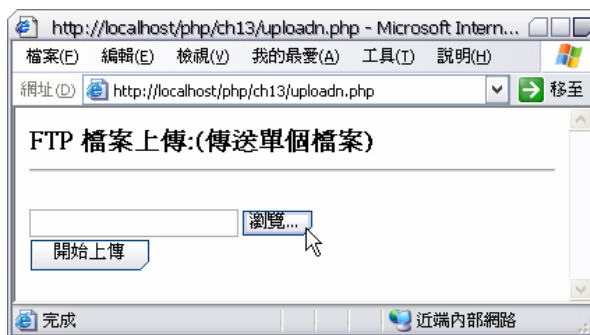 http://localhost/php/ch13/uploadn.php - Microsoft Intern...
檔案(F) 編輯(E) 檢視(V) 我的最愛(A) 工具(T) 說明(H)
網址(D) http://localhost/php/ch13/uploadn.php 移至
FTP 檔案上傳:(傳送單個檔案)
瀏覽...
開始上傳
完成 近端內部網路